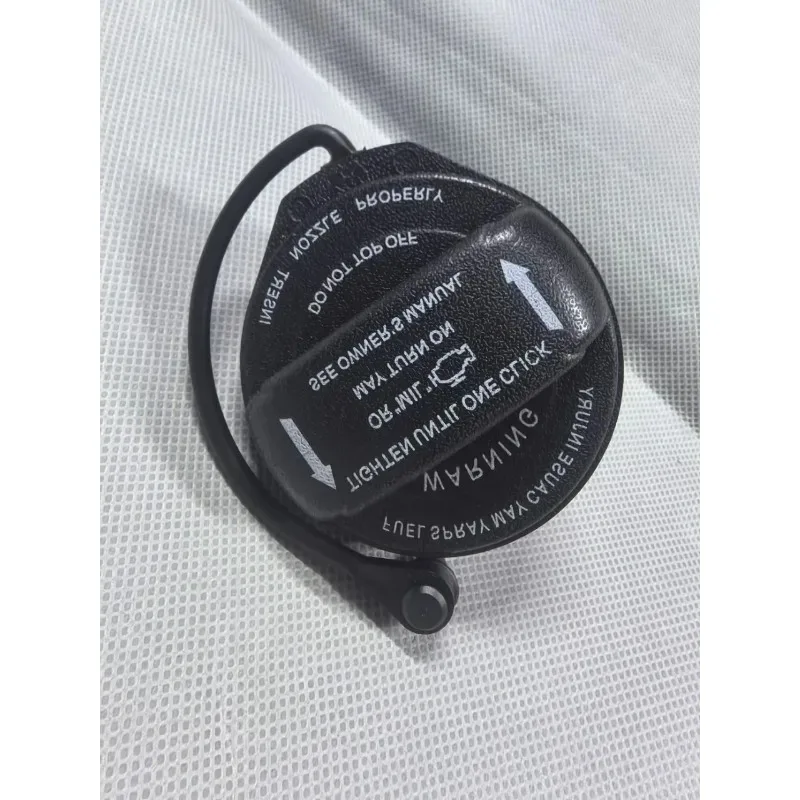 WARNING
FUEL SPRAY MAY CAUSE INJURY
TIGHTEN UNTIL ONE CLICK
OR "MIL"
MAY TURN ON
SEE OWNER'S MANUAL
DO NOT TOP OFF
INSERT NOZZLE PROPERLY